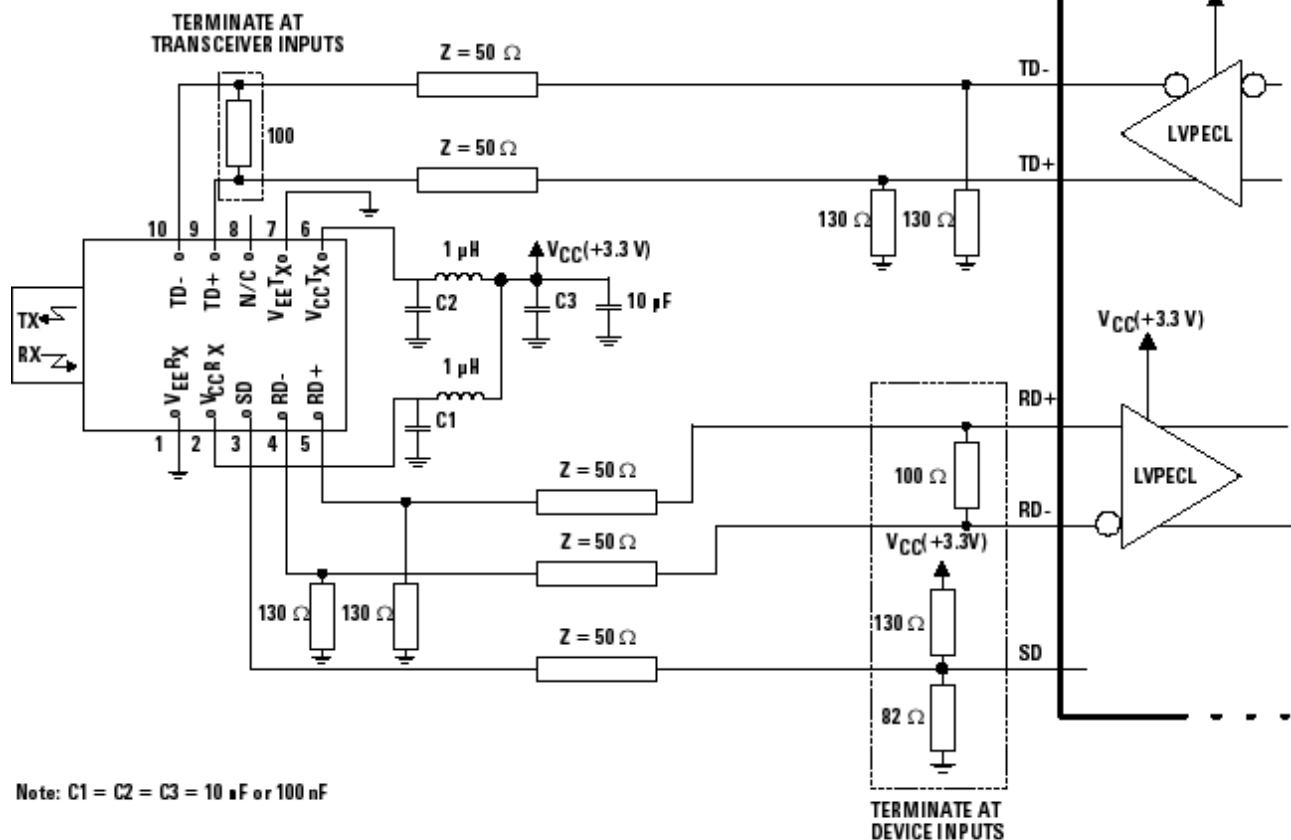 TERMINATE AT
TRANSCEIVER INPUTS
Z = 50 Ω
TD-
LVPECL
100
Z = 50 Ω
TD+
130 Ω
130 Ω
10
9
8
7
6
TD-
TD+
N/C
VEETX
VCCTX
1 µH
VCC(+3.3 V)
C2
C3
10 µF
TX
RX
VEERX
VCCRX
SD
RD-
RD+
1 µH
C1
1
2
3
4
5
VCC(+3.3 V)
RD+
LVPECL
100 Ω
Z = 50 Ω
RD-
VCC(+3.3V)
Z = 50 Ω
130 Ω
130 Ω
130 Ω
Z = 50 Ω
SD
82 Ω
Note: C1 = C2 = C3 = 10 nF or 100 nF
TERMINATE AT
DEVICE INPUTS